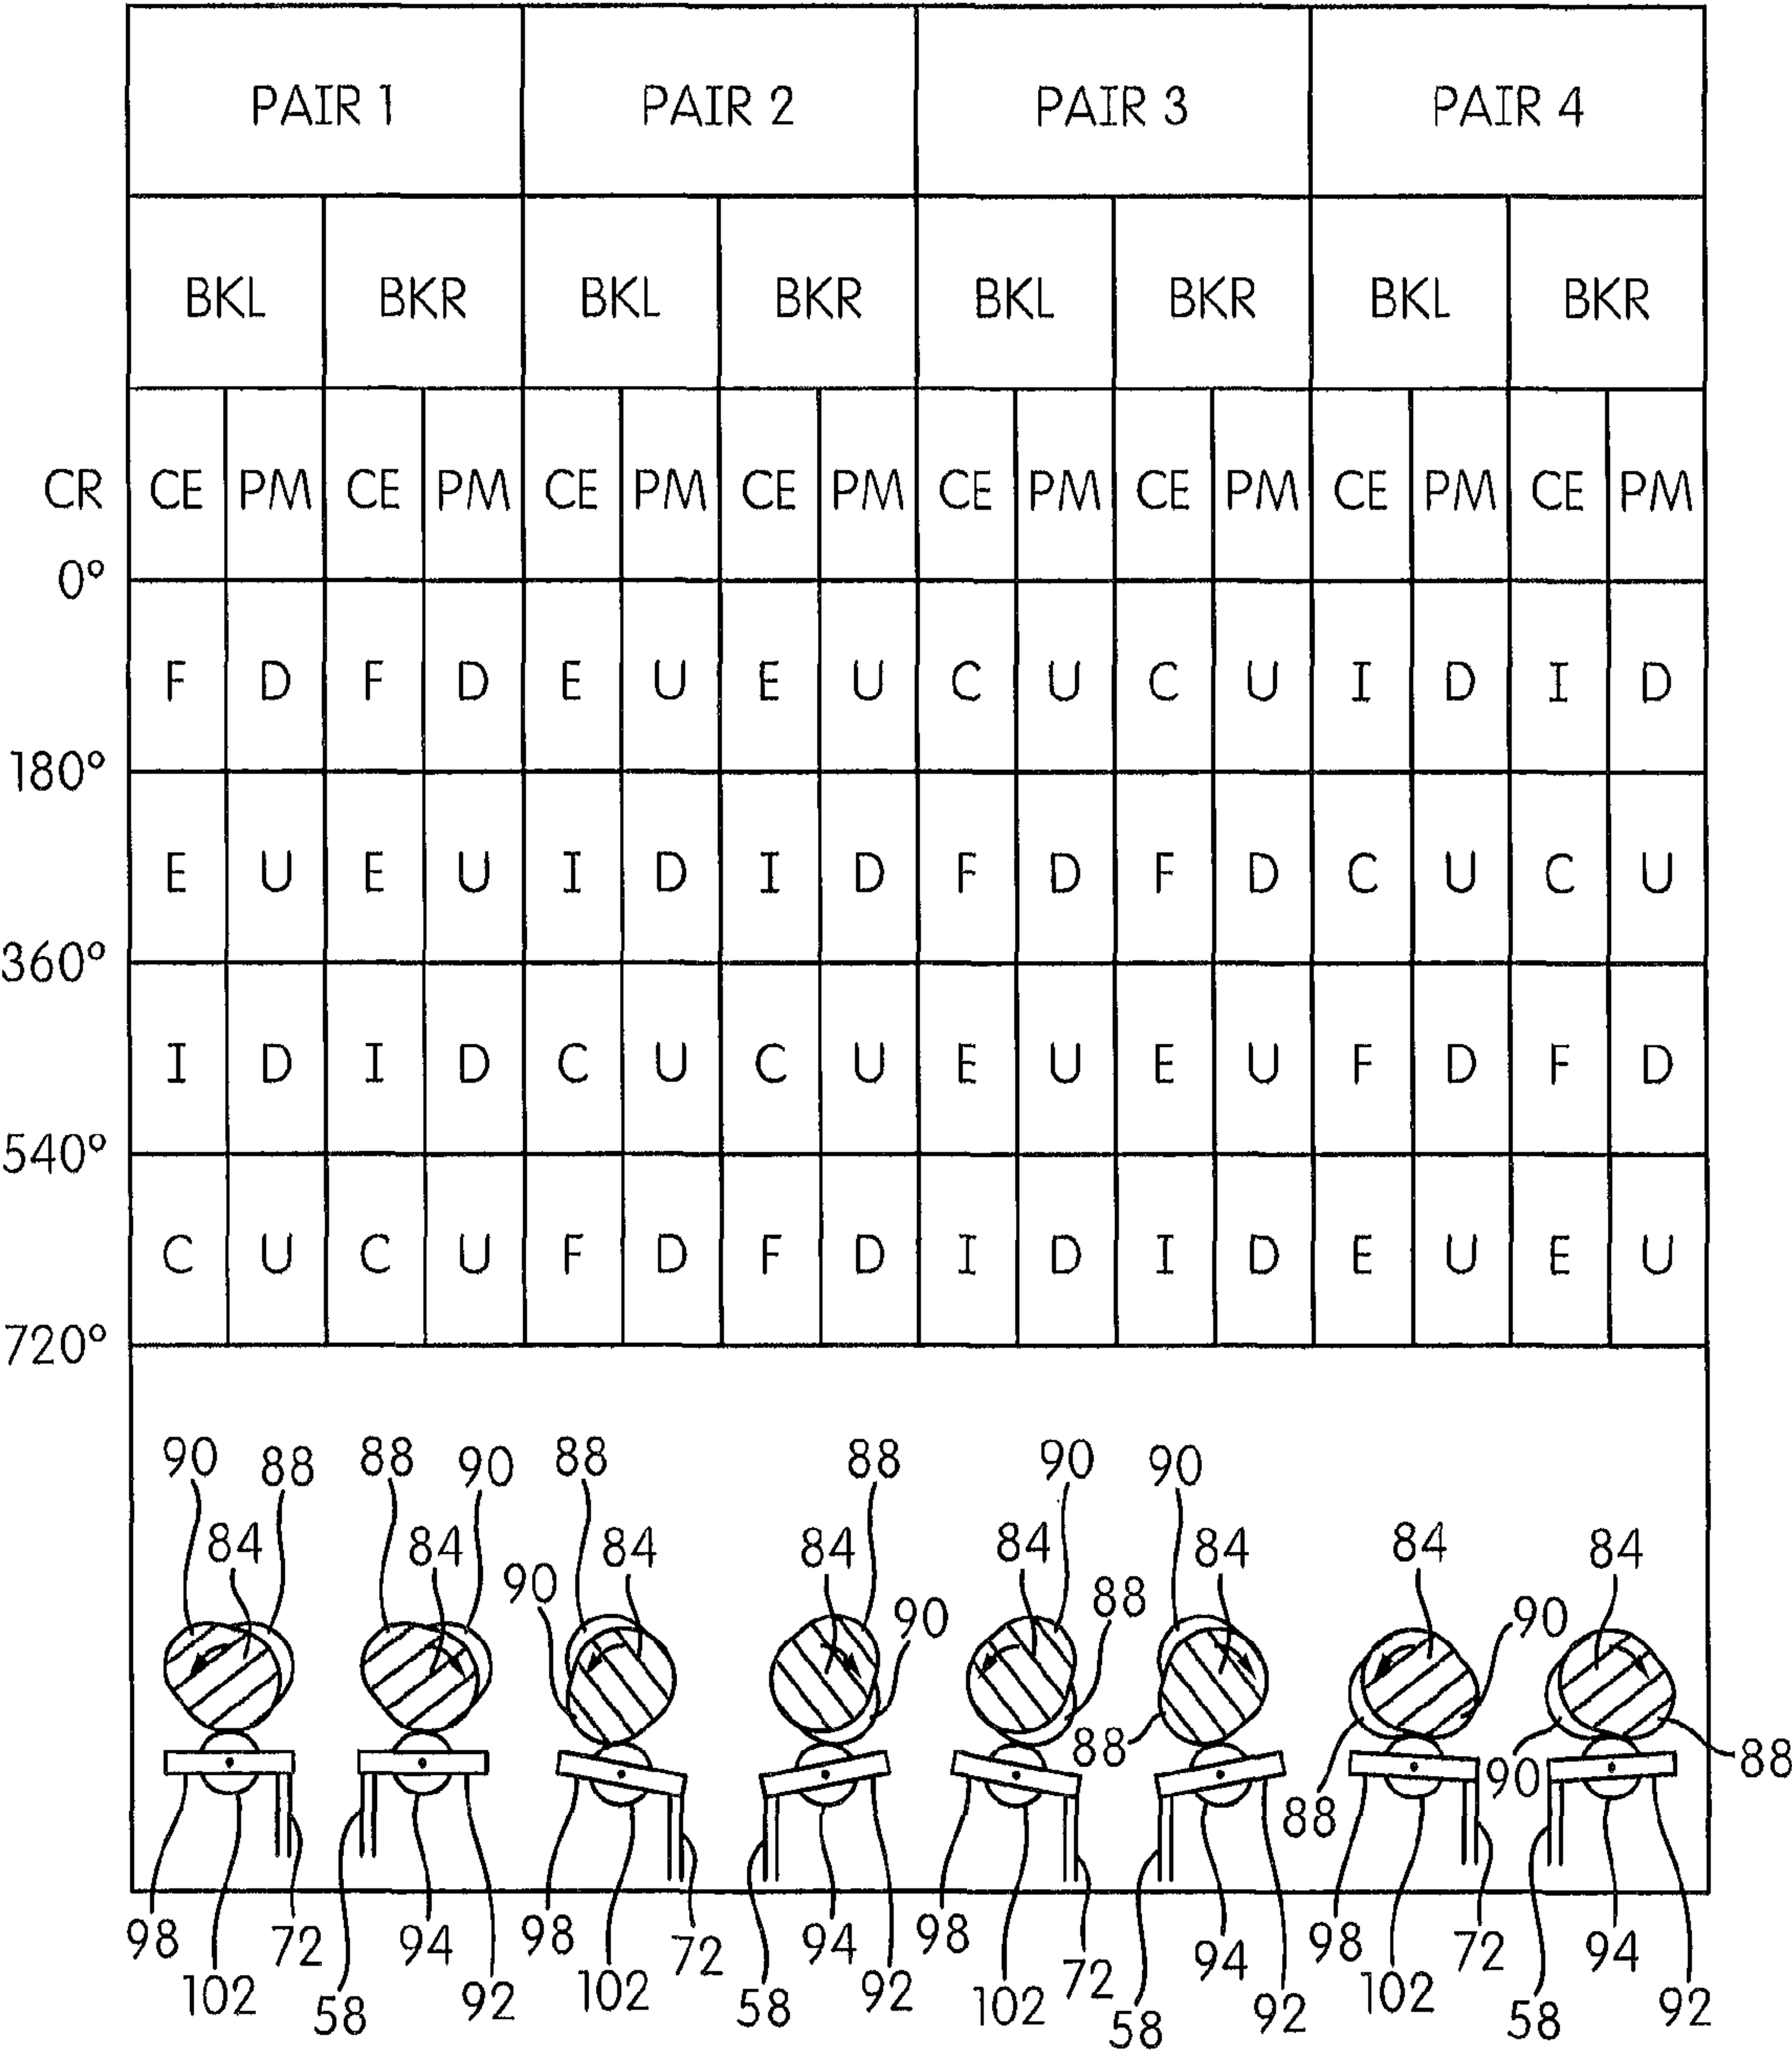 PAIR 1 PAIR 2 PAIR 3 PAIR 4
BKL BKR BKL BKR BKL BKR BKL BKR
CR CE PM CE PM CE PM CE PM CE PM CE PM CE PM CE PM
0°
F D F D E U E U C U C U I D I D
180°
E U E U I D I D F D F D C U C U
360°
I D I D C U C U E U E U F D F D
540°
C U C U F D F D I D I D E U E U
720°
90 88 88 90 88 88 90 90
84 84 90 84 84 90 84 88 84 84 90 84
88 88 90 88
98 72 94 98 72 94 98 94 98 72 94
102 58 92 102 58 92 102 72 58 92 102 58 92